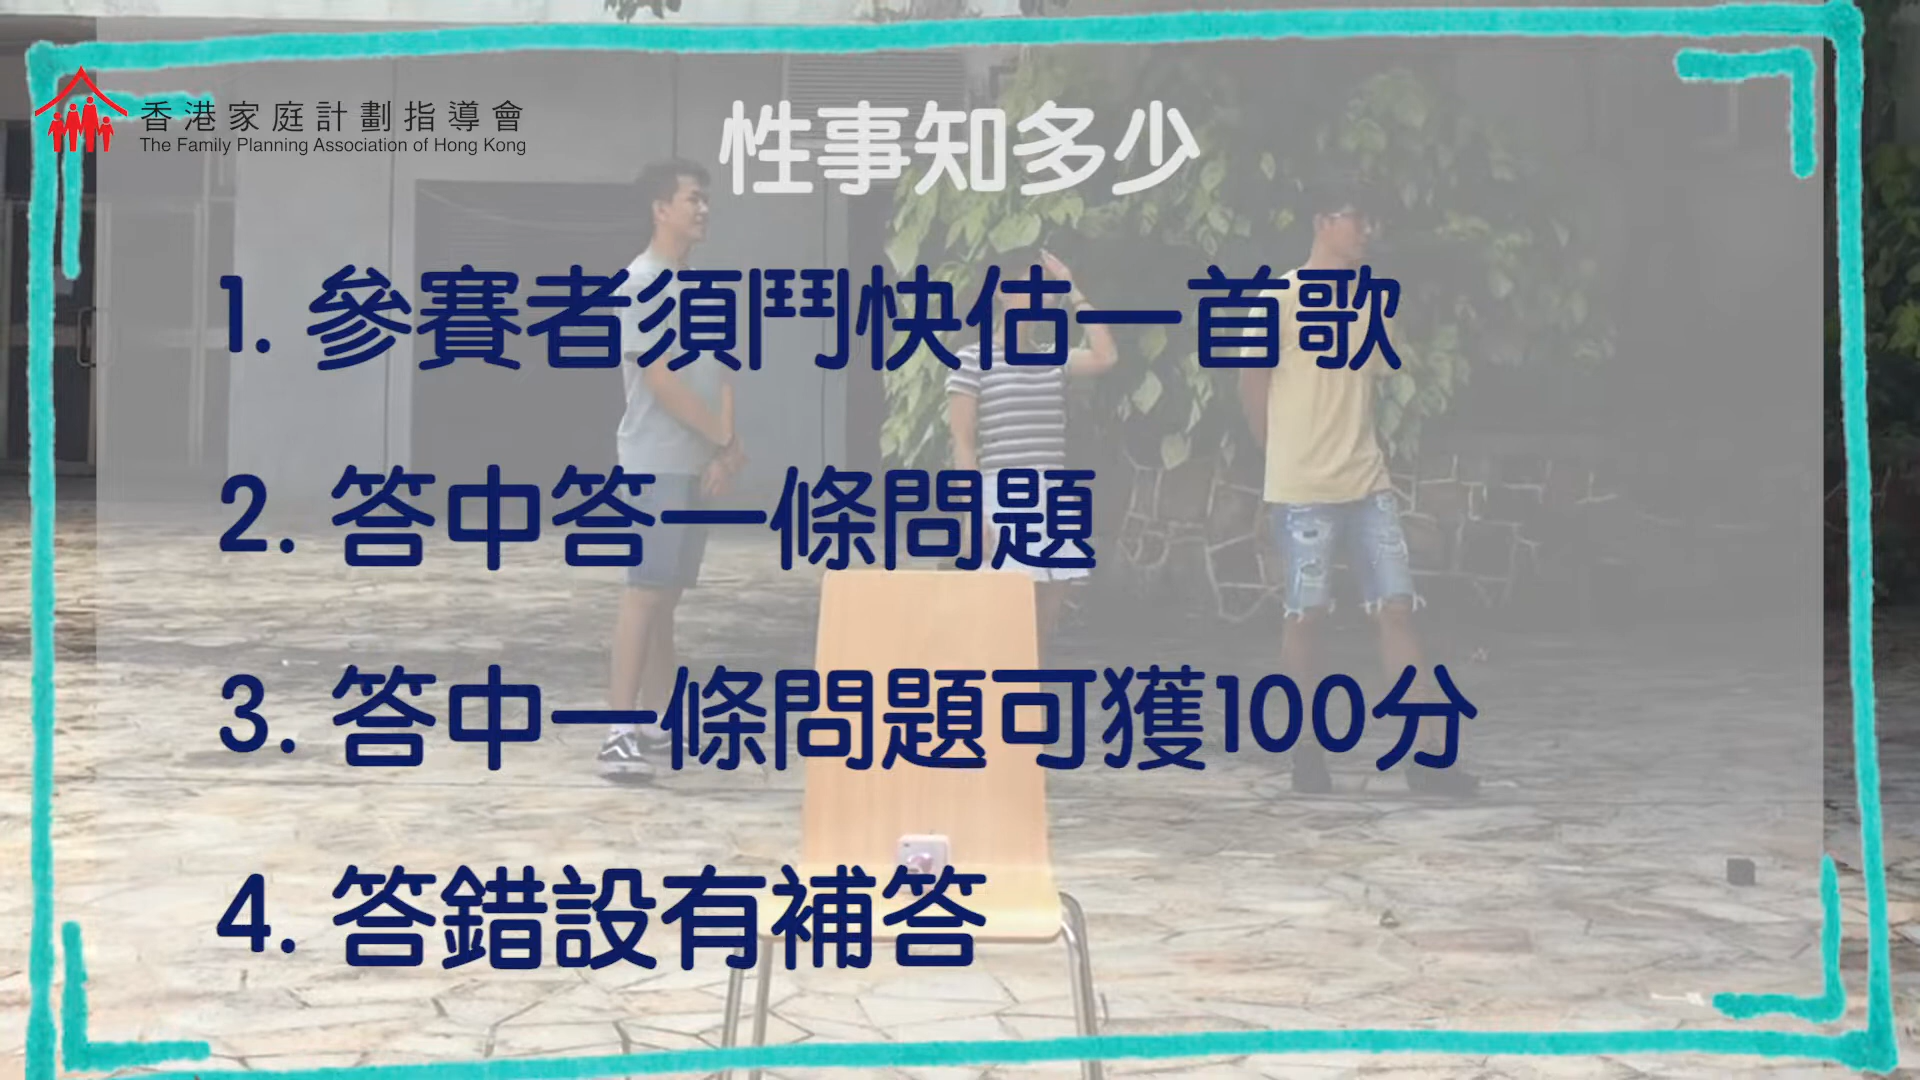 香港家庭計劃指導會
The Family Planning Association of Hong Kong
性事知多少
1. 參賽者須鬥快估一首歌
2. 答中答一條問題
3. 答中一條問題可獲100分
4. 答錯設有補答